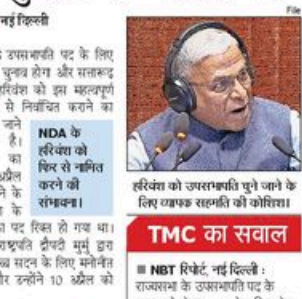 File
नई दिल्ली
उपसभापति पद के लिए
चुनाव होगा और सत्तारूढ़
हरिवंश को इस महत्वपूर्ण
से निर्वाचित कराने का
जाने
है।
का
अप्रैल
ने के
के
NDA के
हरिवंश को
फिर से नामित
करने की
संभावना।
पद रिक्त हो गया था।
राष्ट्रपति द्रौपदी मुर्मू द्वारा
सदन के लिए मनोनीत
र उन्होंने 10 अप्रैल को
हरिवंश को उपसभापति चुने जाने के
लिए व्यापक सहमति की कोशिश।
TMC का सवाल
■ NBT रिपोर्ट, नई दिल्ली :
राज्यसभा के उपसभापति पद के